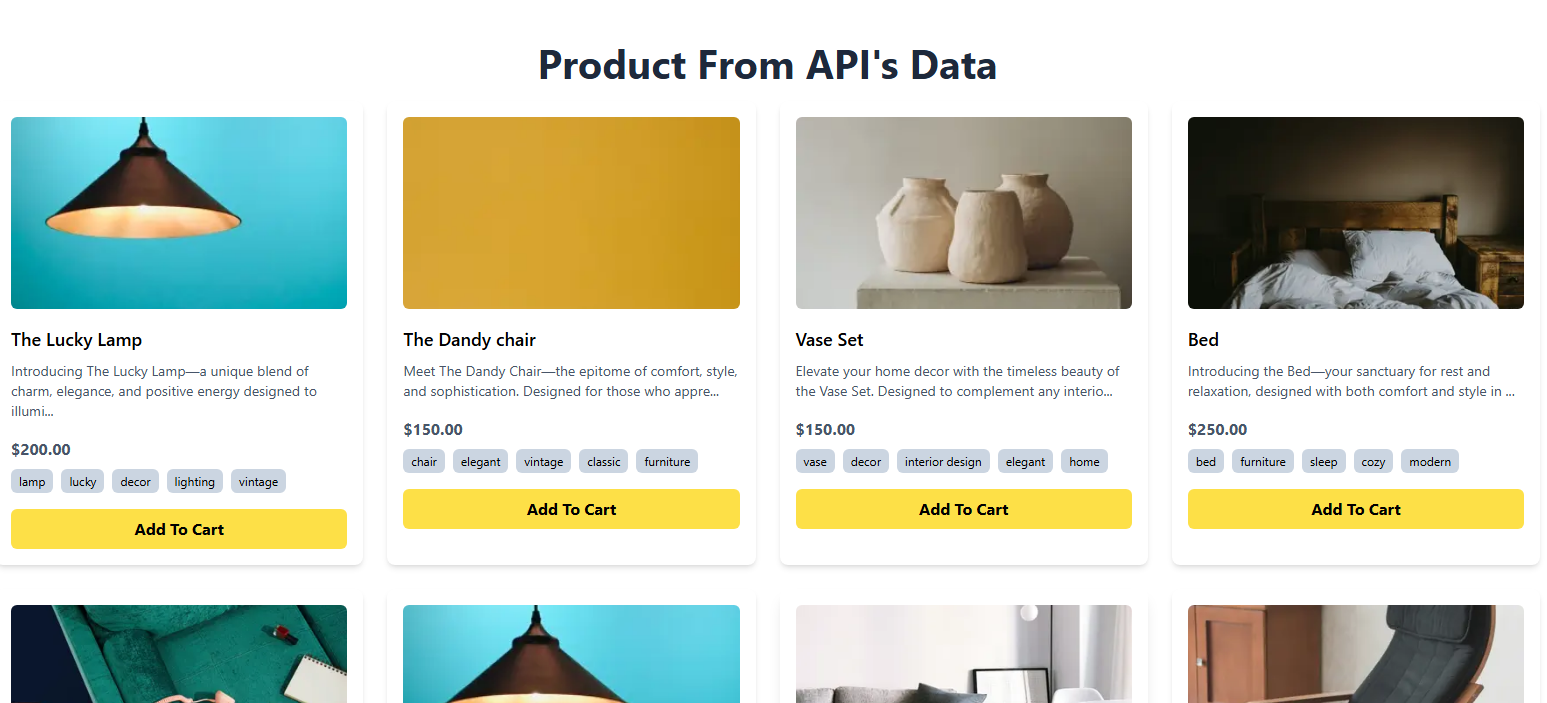 Product From API's Data
The Lucky Lamp
Introducing The Lucky Lamp—a unique blend of
charm, elegance, and positive energy designed to
illumi...
$200.00
lamp lucky decor lighting vintage
Add To Cart
The Dandy chair
Meet The Dandy Chair—the epitome of comfort, style,
and sophistication. Designed for those who appre...
$150.00
chair elegant vintage classic furniture
Add To Cart
Vase Set
Elevate your home decor with the timeless beauty of
the Vase Set. Designed to complement any interio...
$150.00
vase decor interior design elegant home
Add To Cart
Bed
Introducing the Bed—your sanctuary for rest and
relaxation, designed with both comfort and style in ...
$250.00
bed furniture sleep cozy modern
Add To Cart